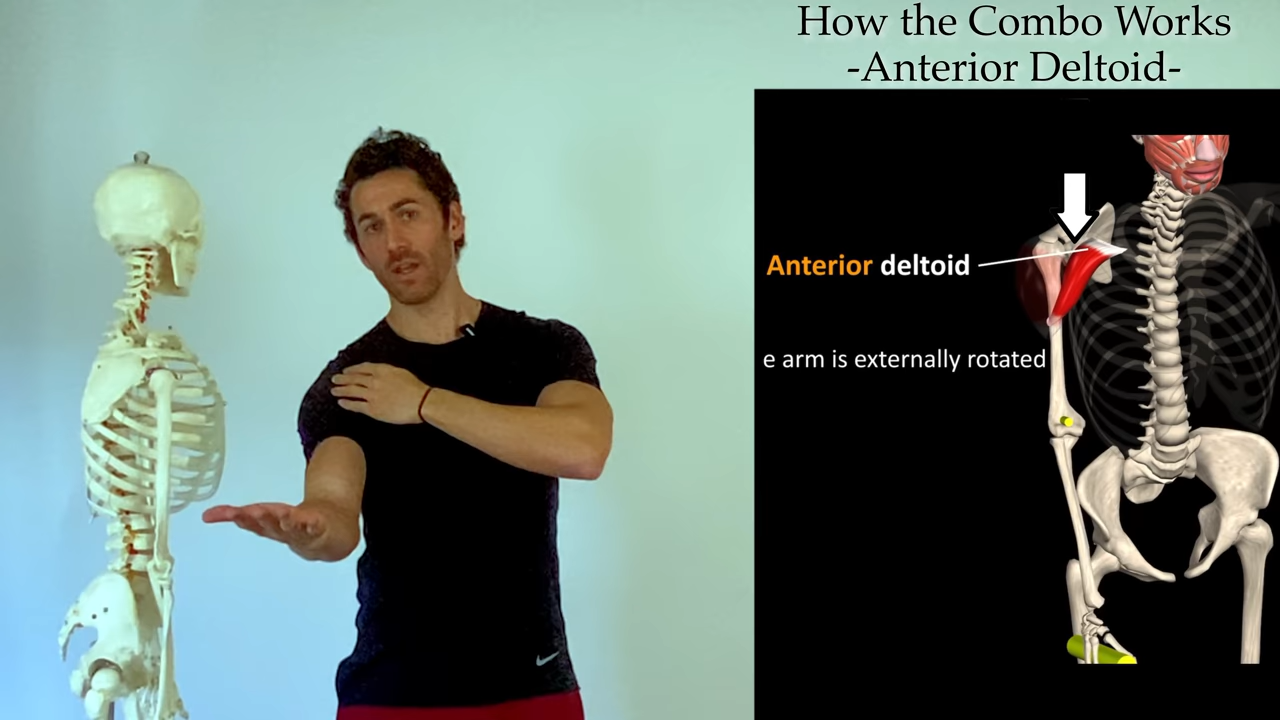 How the Combo Works
-Anterior Deltoid-
Anterior deltoid
e arm is externally rotated